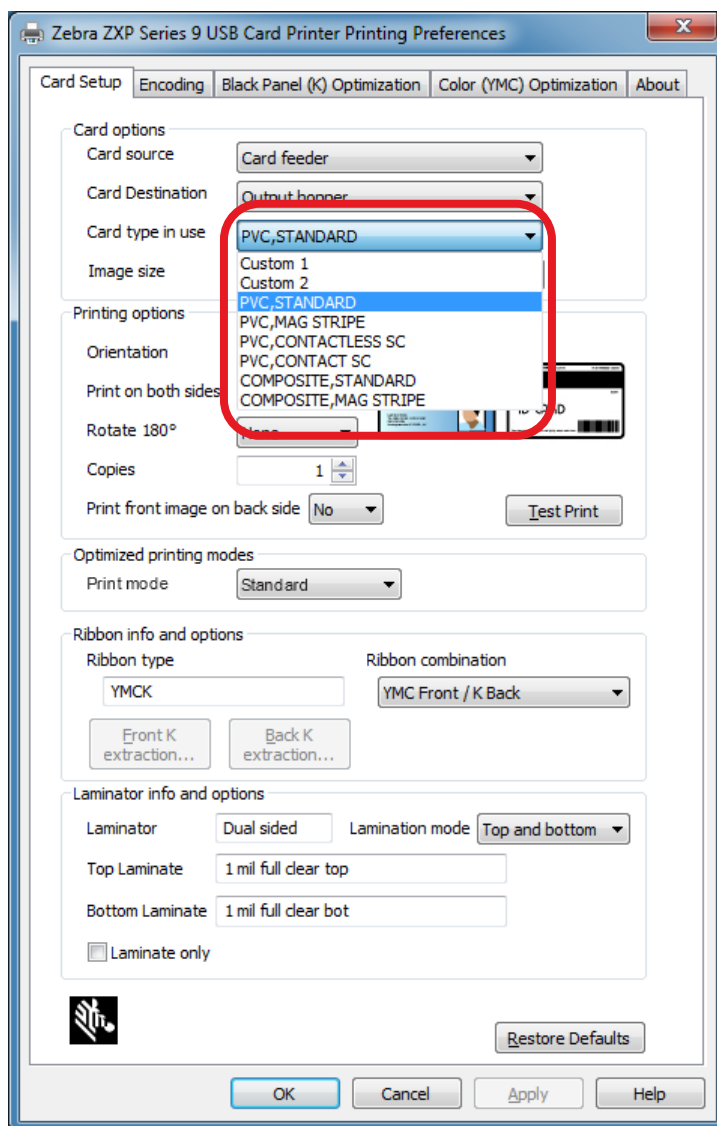 Zebra ZXP Series 9 USB Card Printer Printing Preferences
Card Setup Encoding Black Panel (K) Optimization Color (YMC) Optimization About
Card options
Card source Card feeder
Card Destination Output hopper
Card type in use PVC,STANDARD
Image size
Custom 1
Custom 2
PVC,STANDARD
PVC,MAG STRIPE
PVC,CONTACTLESS SC
PVC,CONTACT SC
COMPOSITE,STANDARD
COMPOSITE,MAG STRIPE
Printing options
Orientation
Print on both sides
ID CARD
Rotate 180° None
Copies 1
Print front image on back side No Test Print
Optimized printing modes
Print mode Standard
Ribbon info and options
Ribbon type Ribbon combination
YMCK YMC Front / K Back
Front K extraction... Back K extraction...
Laminator info and options
Laminator Dual sided Lamination mode Top and bottom
Top Laminate 1 mil full clear top
Bottom Laminate 1 mil full clear bot
Laminate only
Restore Defaults
OK Cancel Apply Help